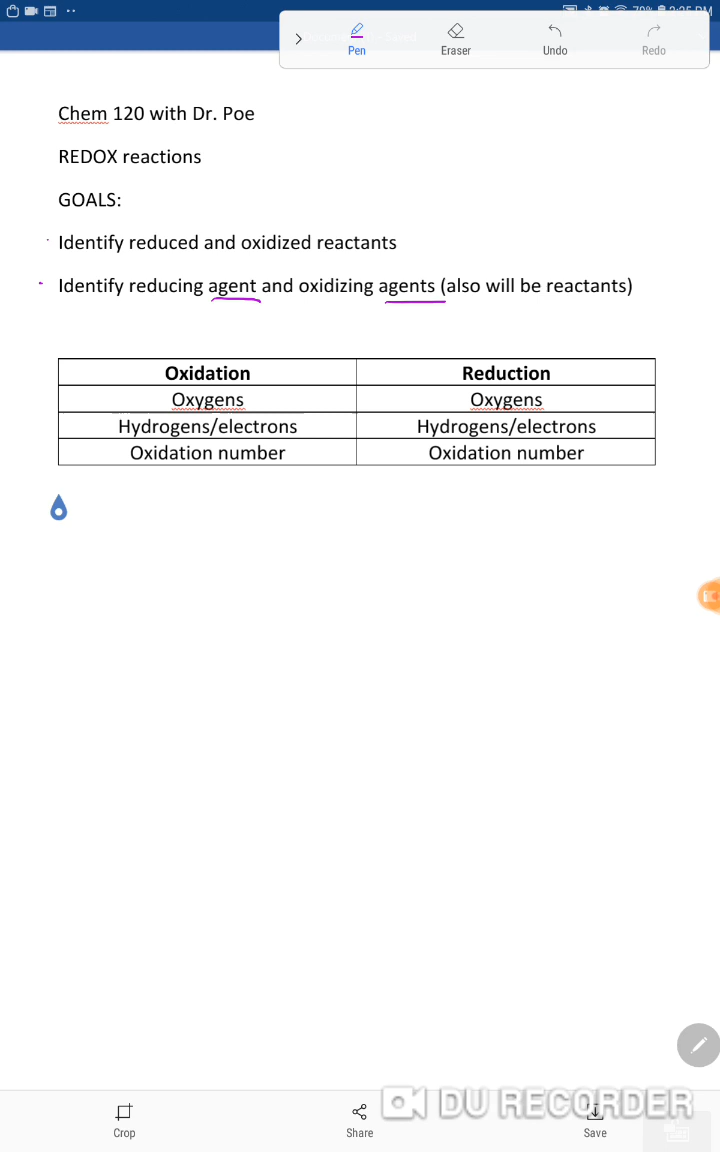 Pen Eraser Undo Redo
Chem 120 with Dr. Poe
REDOX reactions
GOALS:
Identify reduced and oxidized reactants
Identify reducing agent and oxidizing agents (also will be reactants)
Oxidation Reduction
Oxygens Oxygens
Hydrogens/electrons Hydrogens/electrons
Oxidation number Oxidation number
DU RECORDER
Crop Share Save